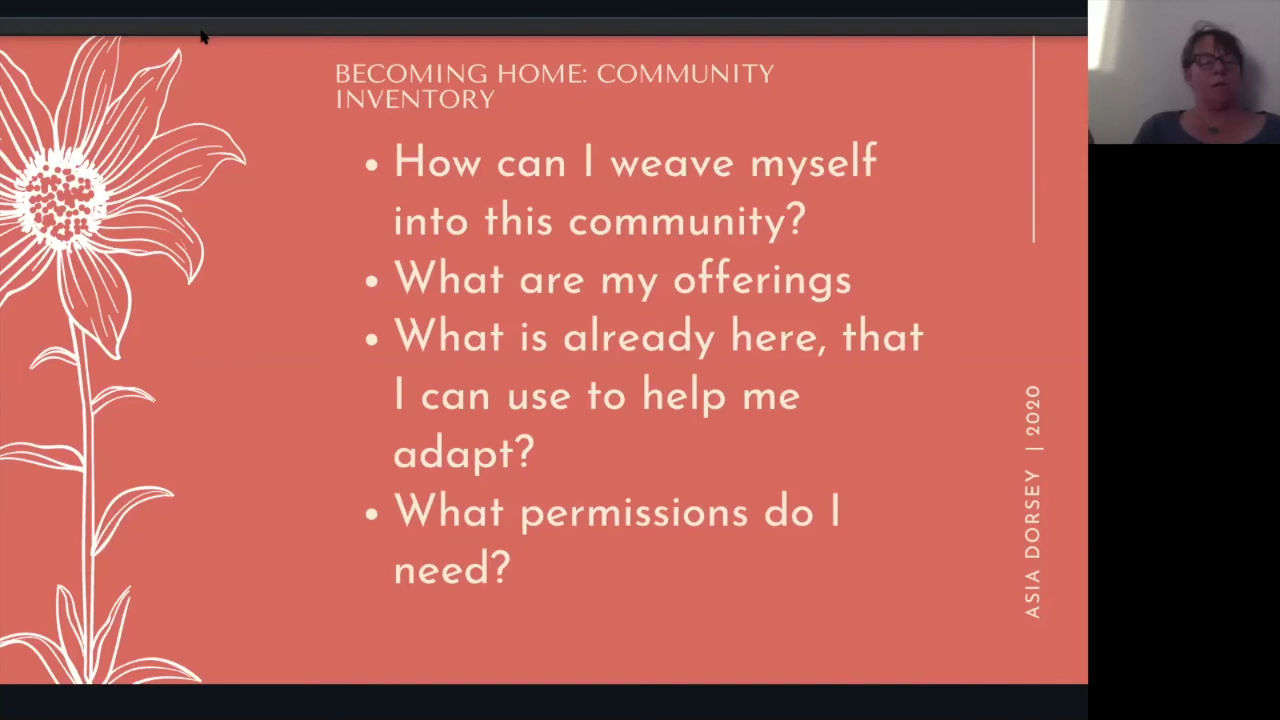 BECOMING HOME: COMMUNITY
INVENTORY
• How can I weave myself
into this community?
• What are my offerings
• What is already here, that
I can use to help me
adapt?
• What permissions do I
need?
ASIA DORSEY | 2020